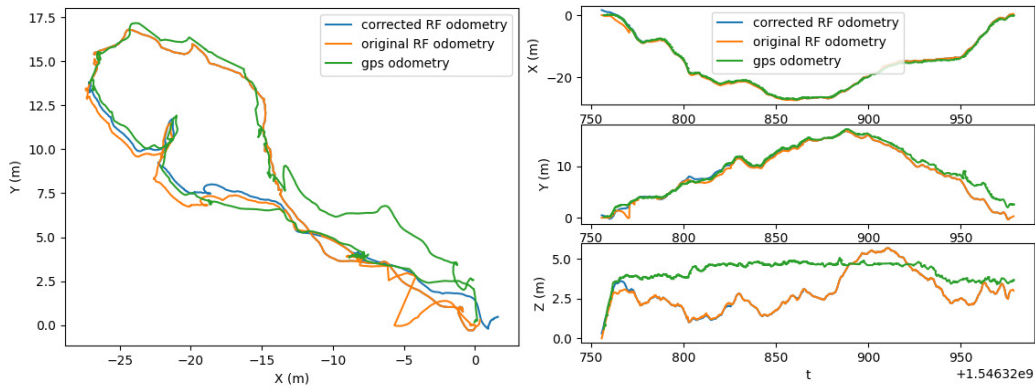 17.5
15.0
12.5
10.0
7.5
5.0
2.5
0.0
Y (m)
−25
−20
−15
−10
−5
0
X (m)
corrected RF odometry
original RF odometry
gps odometry
0
−20
X (m)
750
800
850
900
950
corrected RF odometry
original RF odometry
gps odometry
10
0
Y (m)
750
800
850
900
950
5.0
2.5
0.0
Z (m)
750
800
850
900
950
t
+1.54632e9